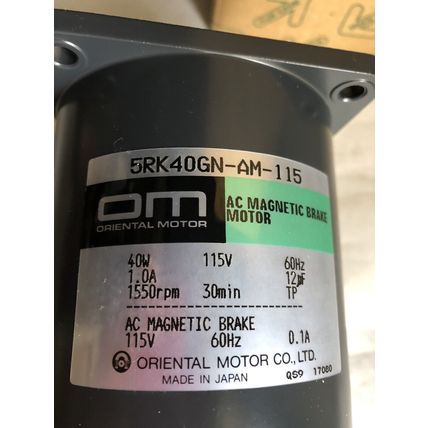 5RK40GN-AM-115
om
ORIENTAL MOTOR
AC MAGNETIC BRAKE
MOTOR
40W 115V 60Hz
1.0A 12μF
1550rpm 30min TP
AC MAGNETIC BRAKE
115V 60Hz 0.1A
ORIENTAL MOTOR CO., LTD.
MADE IN JAPAN QS9 17080